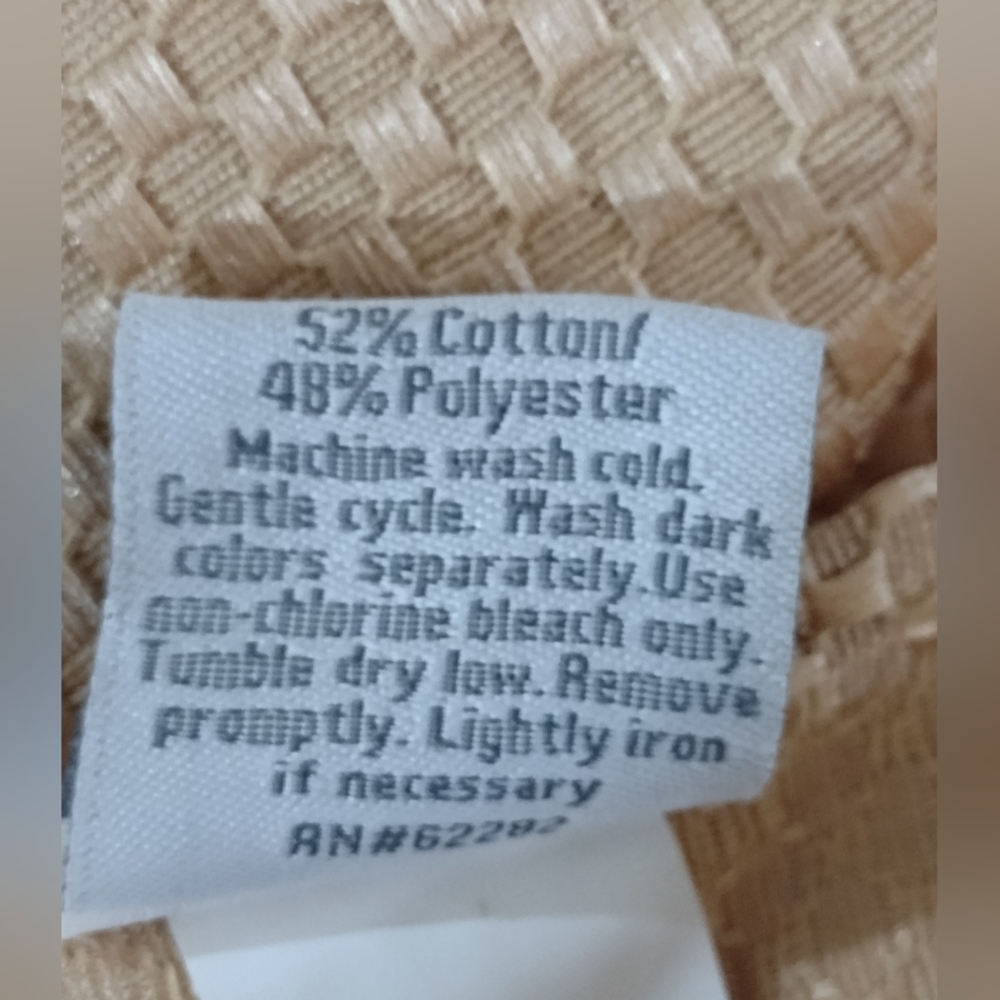 52% Cotton/
48% Polyester
Machine wash cold.
Gentle cycle. Wash dark
colors separately. Use
non-chlorine bleach only.
Tumble dry low. Remove
promptly. Lightly iron
if necessary
RN#62282